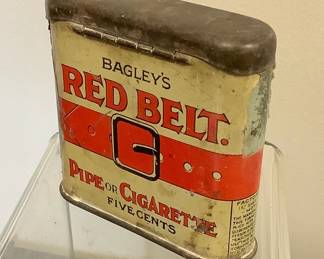 BAGLEY'S
RED BELT.
PIPE OR CIGARETTE
FIVE CENTS